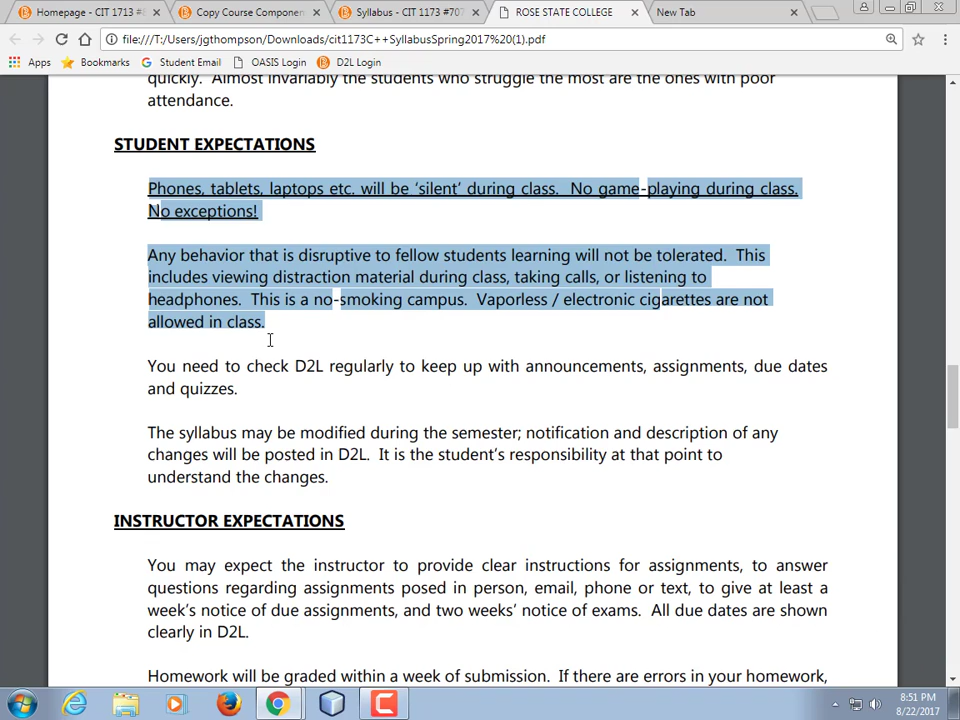 Homepage - CIT 1713 #8
Copy Course Componen
Syllabus - CIT 1173 #707
ROSE STATE COLLEGE
New Tab
file:///T:/Users/jgthompson/Downloads/cit1173C++SyllabusSpring2017%20(1).pdf
Apps
Bookmarks
Student Email
OASIS Login
D2L Login
quickly. Almost invariably the students who struggle the most are the ones with poor
attendance.
STUDENT EXPECTATIONS
Phones, tablets, laptops etc. will be ‘silent’ during class. No game-playing during class.
No exceptions!
Any behavior that is disruptive to fellow students learning will not be tolerated. This
includes viewing distraction material during class, taking calls, or listening to
headphones. This is a no-smoking campus. Vaporless / electronic cigarettes are not
allowed in class.
You need to check D2L regularly to keep up with announcements, assignments, due dates
and quizzes.
The syllabus may be modified during the semester; notification and description of any
changes will be posted in D2L. It is the student’s responsibility at that point to
understand the changes.
INSTRUCTOR EXPECTATIONS
You may expect the instructor to provide clear instructions for assignments, to answer
questions regarding assignments posed in person, email, phone or text, to give at least a
week’s notice of due assignments, and two weeks’ notice of exams. All due dates are shown
clearly in D2L.
Homework will be graded within a week of submission. If there are errors in your homework,
8:51 PM
8/22/2017